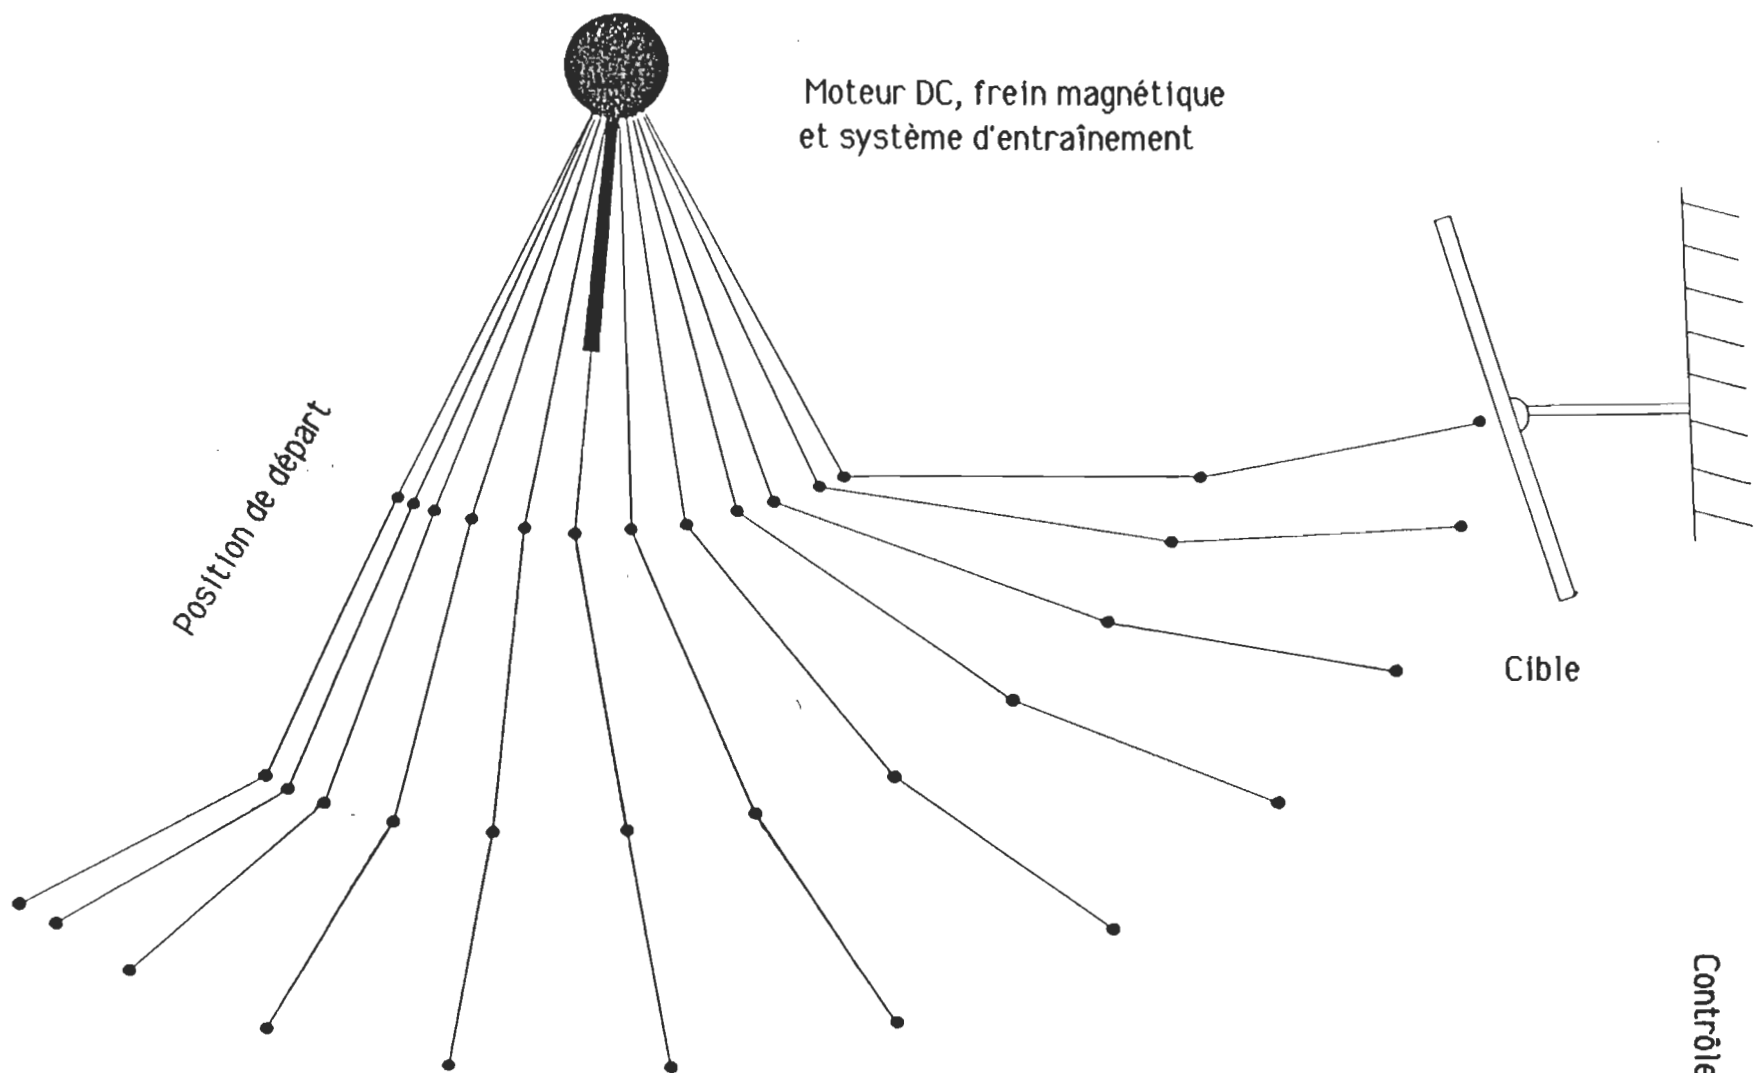 Moteur DC, frein magnétique
et système d'entraînement
Position de départ
Cible
Contrôle